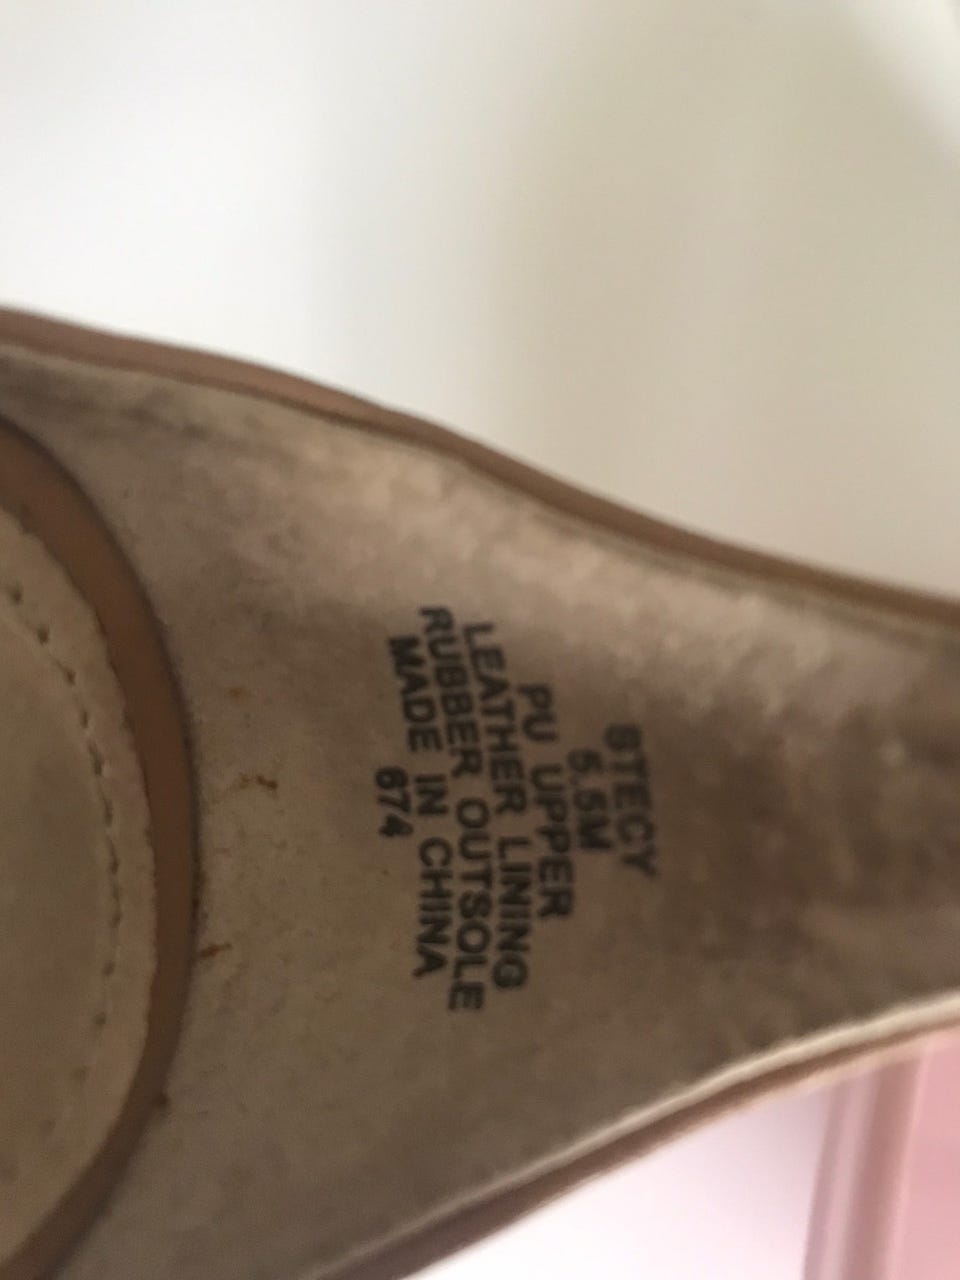 STECY
5.5M
PU UPPER
LEATHER LINING
RUBBER OUTSOLE
MADE IN CHINA
674